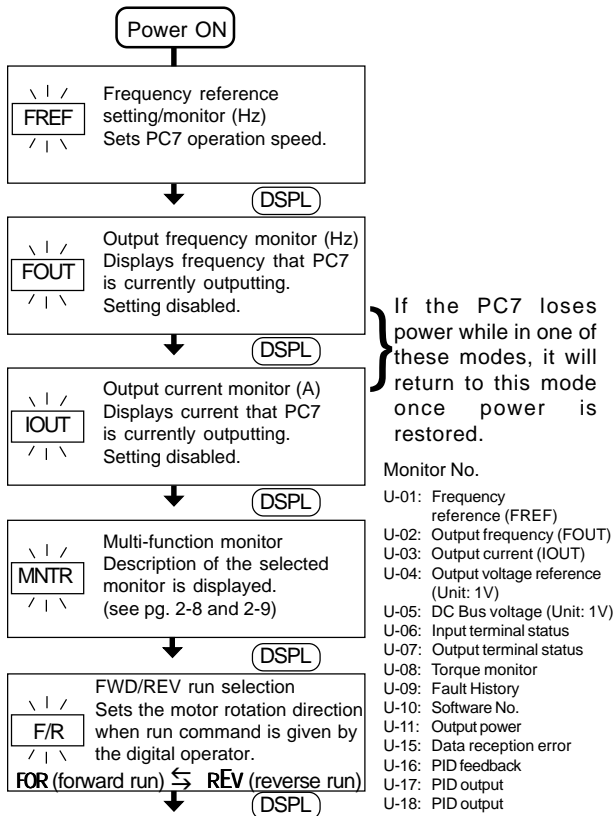 Power ON
FREF
Frequency reference
setting/monitor (Hz)
Sets PC7 operation speed.
DSPL
FOUT
Output frequency monitor (Hz)
Displays frequency that PC7
is currently outputting.
Setting disabled.
DSPL
IOUT
Output current monitor (A)
Displays current that PC7
is currently outputting.
Setting disabled.
DSPL
If the PC7 loses
power while in one of
these modes, it will
return to this mode
once power is
restored.
MNTR
Multi-function monitor
Description of the selected
monitor is displayed.
(see pg. 2-8 and 2-9)
DSPL
F/R
FWD/REV run selection
Sets the motor rotation direction
when run command is given by
the digital operator.
FOR (forward run) ⇆ REV (reverse run)
DSPL
Monitor No.
U-01: Frequency
reference (FREF)
U-02: Output frequency (FOUT)
U-03: Output current (IOUT)
U-04: Output voltage reference
(Unit: 1V)
U-05: DC Bus voltage (Unit: 1V)
U-06: Input terminal status
U-07: Output terminal status
U-08: Torque monitor
U-09: Fault History
U-10: Software No.
U-11: Output power
U-15: Data reception error
U-16: PID feedback
U-17: PID output
U-18: PID output